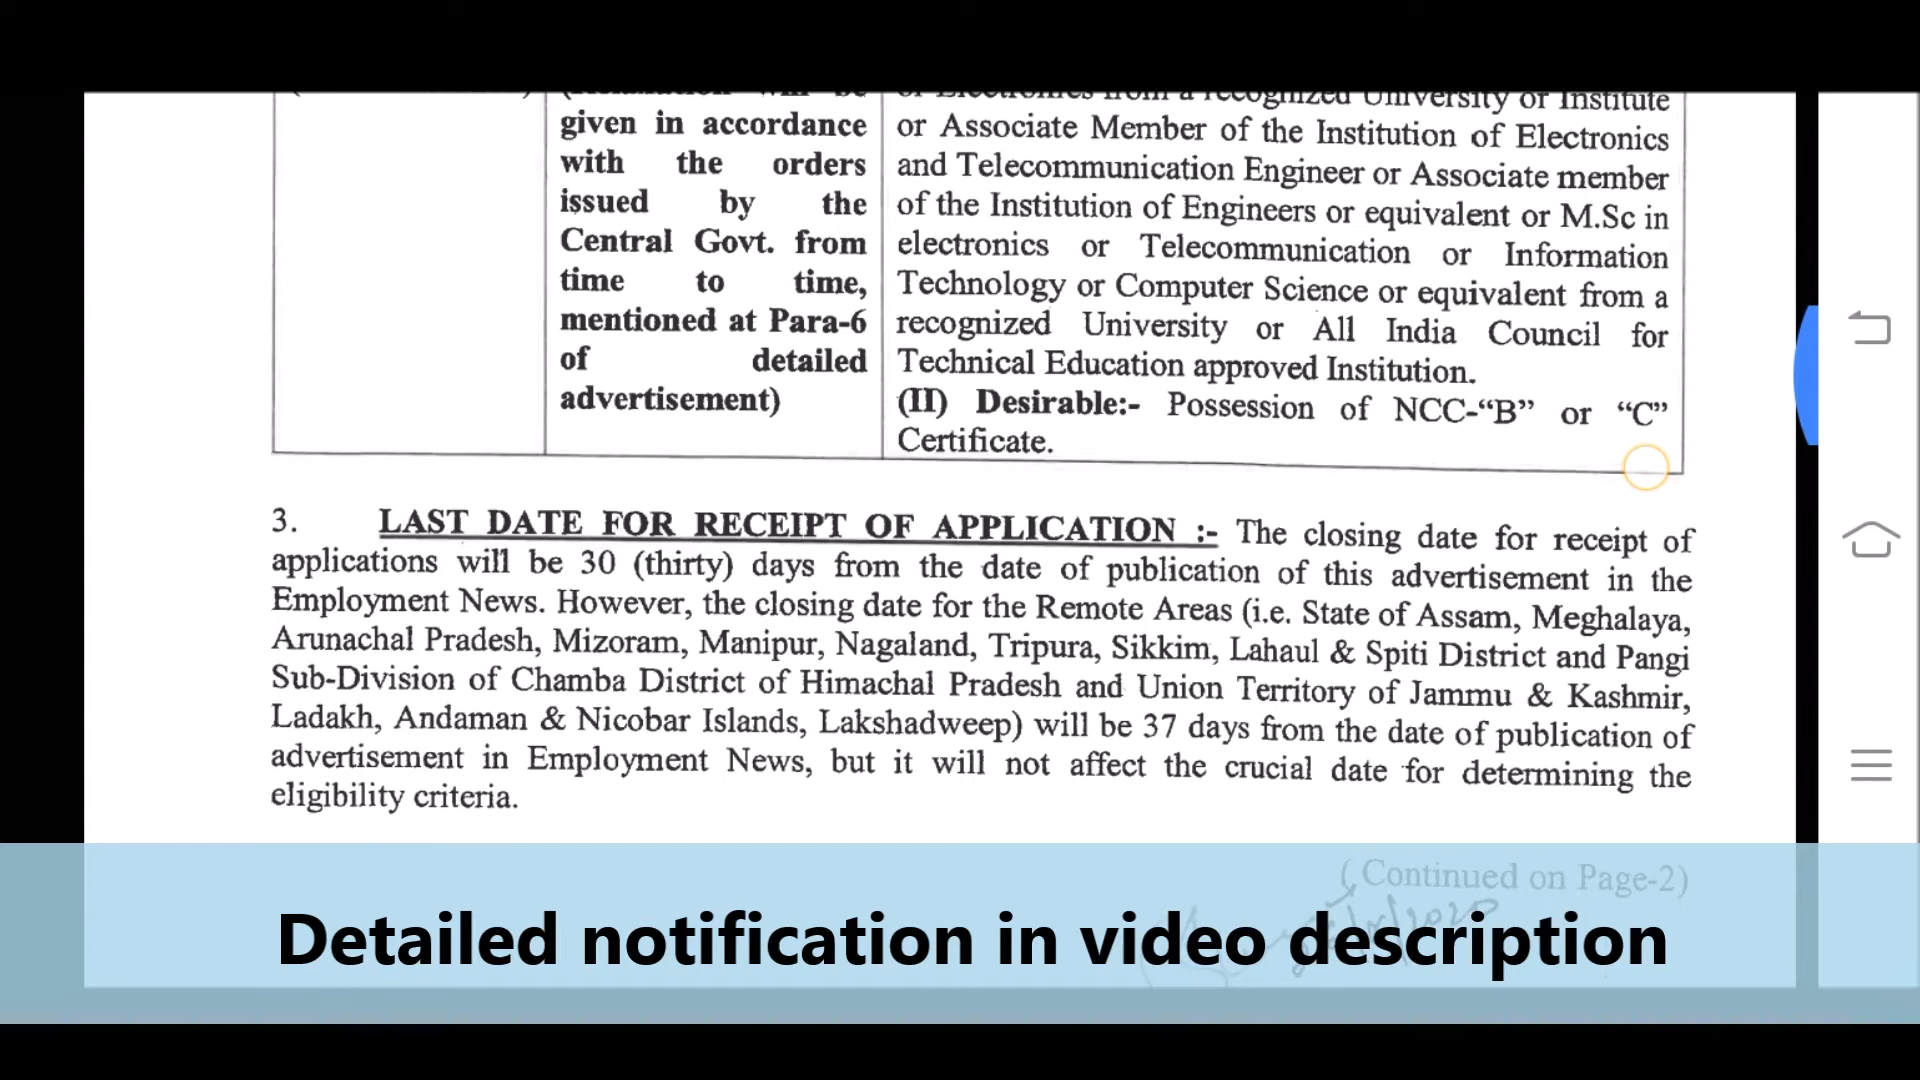 given in accordance
with the orders
issued by the
Central Govt. from
time to time,
mentioned at Para-6
of detailed
advertisement)
or Electronics from a recognized University or Institute
or Associate Member of the Institution of Electronics
and Telecommunication Engineer or Associate member
of the Institution of Engineers or equivalent or M.Sc in
electronics or Telecommunication or Information
Technology or Computer Science or equivalent from a
recognized University or All India Council for
Technical Education approved Institution.
(II) Desirable:- Possession of NCC-“B” or “C”
Certificate.
3. LAST DATE FOR RECEIPT OF APPLICATION :- The closing date for receipt of
applications will be 30 (thirty) days from the date of publication of this advertisement in the
Employment News. However, the closing date for the Remote Areas (i.e. State of Assam, Meghalaya,
Arunachal Pradesh, Mizoram, Manipur, Nagaland, Tripura, Sikkim, Lahaul & Spiti District and Pangi
Sub-Division of Chamba District of Himachal Pradesh and Union Territory of Jammu & Kashmir,
Ladakh, Andaman & Nicobar Islands, Lakshadweep) will be 37 days from the date of publication of
advertisement in Employment News, but it will not affect the crucial date for determining the
eligibility criteria.
(Continued on Page-2)
Detailed notification in video description